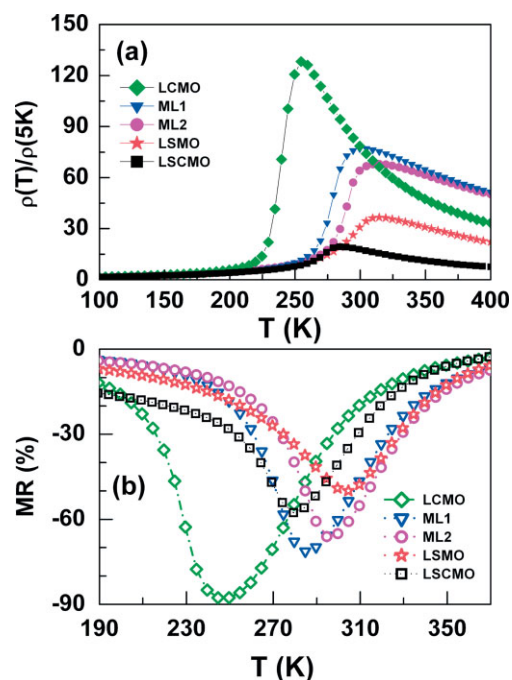 (a)
LCMO
ML1
ML2
LSMO
LSCMO
ρ(T)/ρ(5K)
150
120
90
60
30
0
100 150 200 250 300 350 400
T (K)
0
-30
-60
-90
MR (%)
(b)
LCMO
ML1
ML2
LSMO
LSCMO
190 230 270 310 350
T (K)